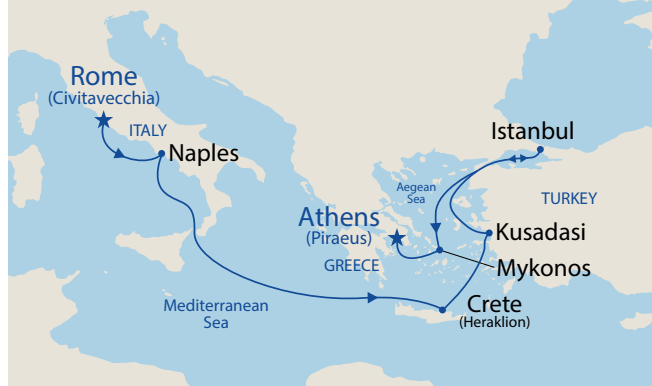 Rome
(Civitavecchia)
ITALY
Naples
Istanbul
Aegean
Sea
TURKEY
Athens
(Piraeus)
Kusadasi
GREECE
Mykonos
Mediterranean
Sea
Crete
(Heraklion)